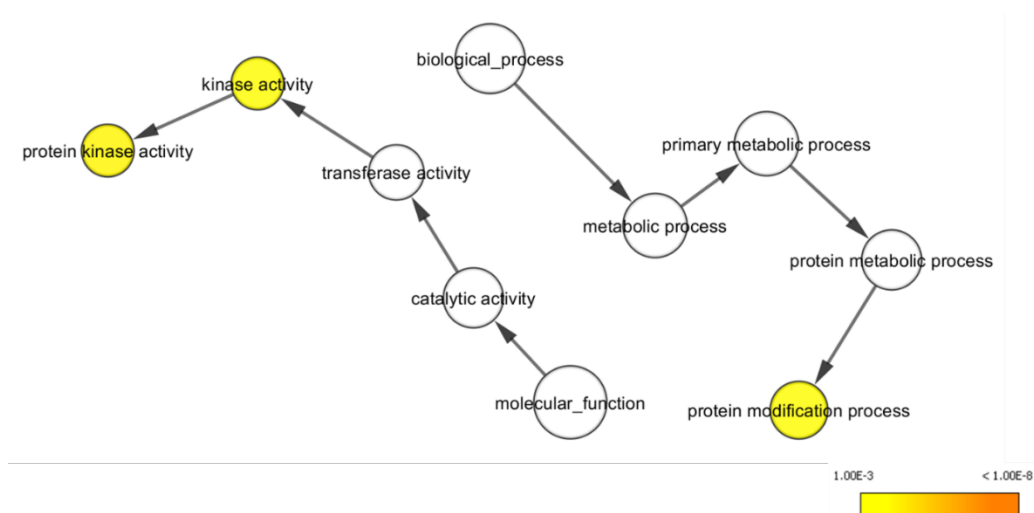 biological_process
kinase activity
primary metabolic process
protein kinase activity
transferase activity
metabolic process
protein metabolic process
catalytic activity
molecular_function
protein modification process
1.00E-3
< 1.00E-8